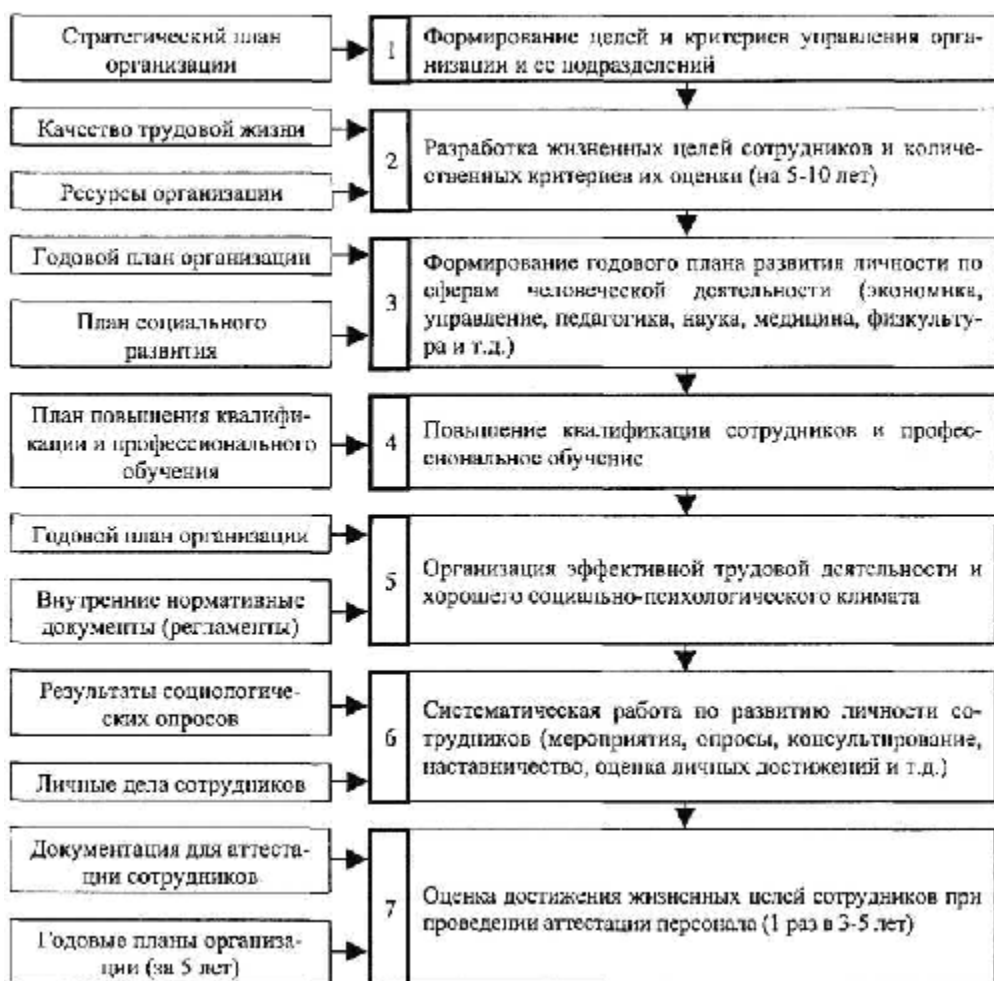 Стратегический план
организации
1
Формирование целей и критериев управления орга-
низации и ее подразделений
Качество трудовой жизни
Ресурсы организации
2
Разработка жизненных целей сотрудников и количе-
ственных критериев их оценки (на 5-10 лет)
Годовой план организации
План социального
развития
3
Формирование годового плана развития личности по
сферам человеческой деятельности (экономика,
управление, педагогика, наука, медицина, физкульту-
ра и т.д.)
План повышения квалифи-
кации и профессионального
обучения
4
Повышение квалификации сотрудников и профес-
сиональное обучение
Годовой план организации
Внутренние нормативные
документы (регламенты)
5
Организация эффективной трудовой деятельности и
хорошего социально-психологического климата
Результаты социологиче-
ских опросов
Личные дела сотрудников
6
Систематическая работа по развитию личности со-
трудников (мероприятия, опросы, консультирование,
наставничество, оценка личных достижений и т.д.)
Документация для аттеста-
ции сотрудников
Годовые планы организа-
ции (за 5 лет)
7
Оценка достижения жизненных целей сотрудников при
проведении аттестации персонала (1 раз в 3-5 лет)